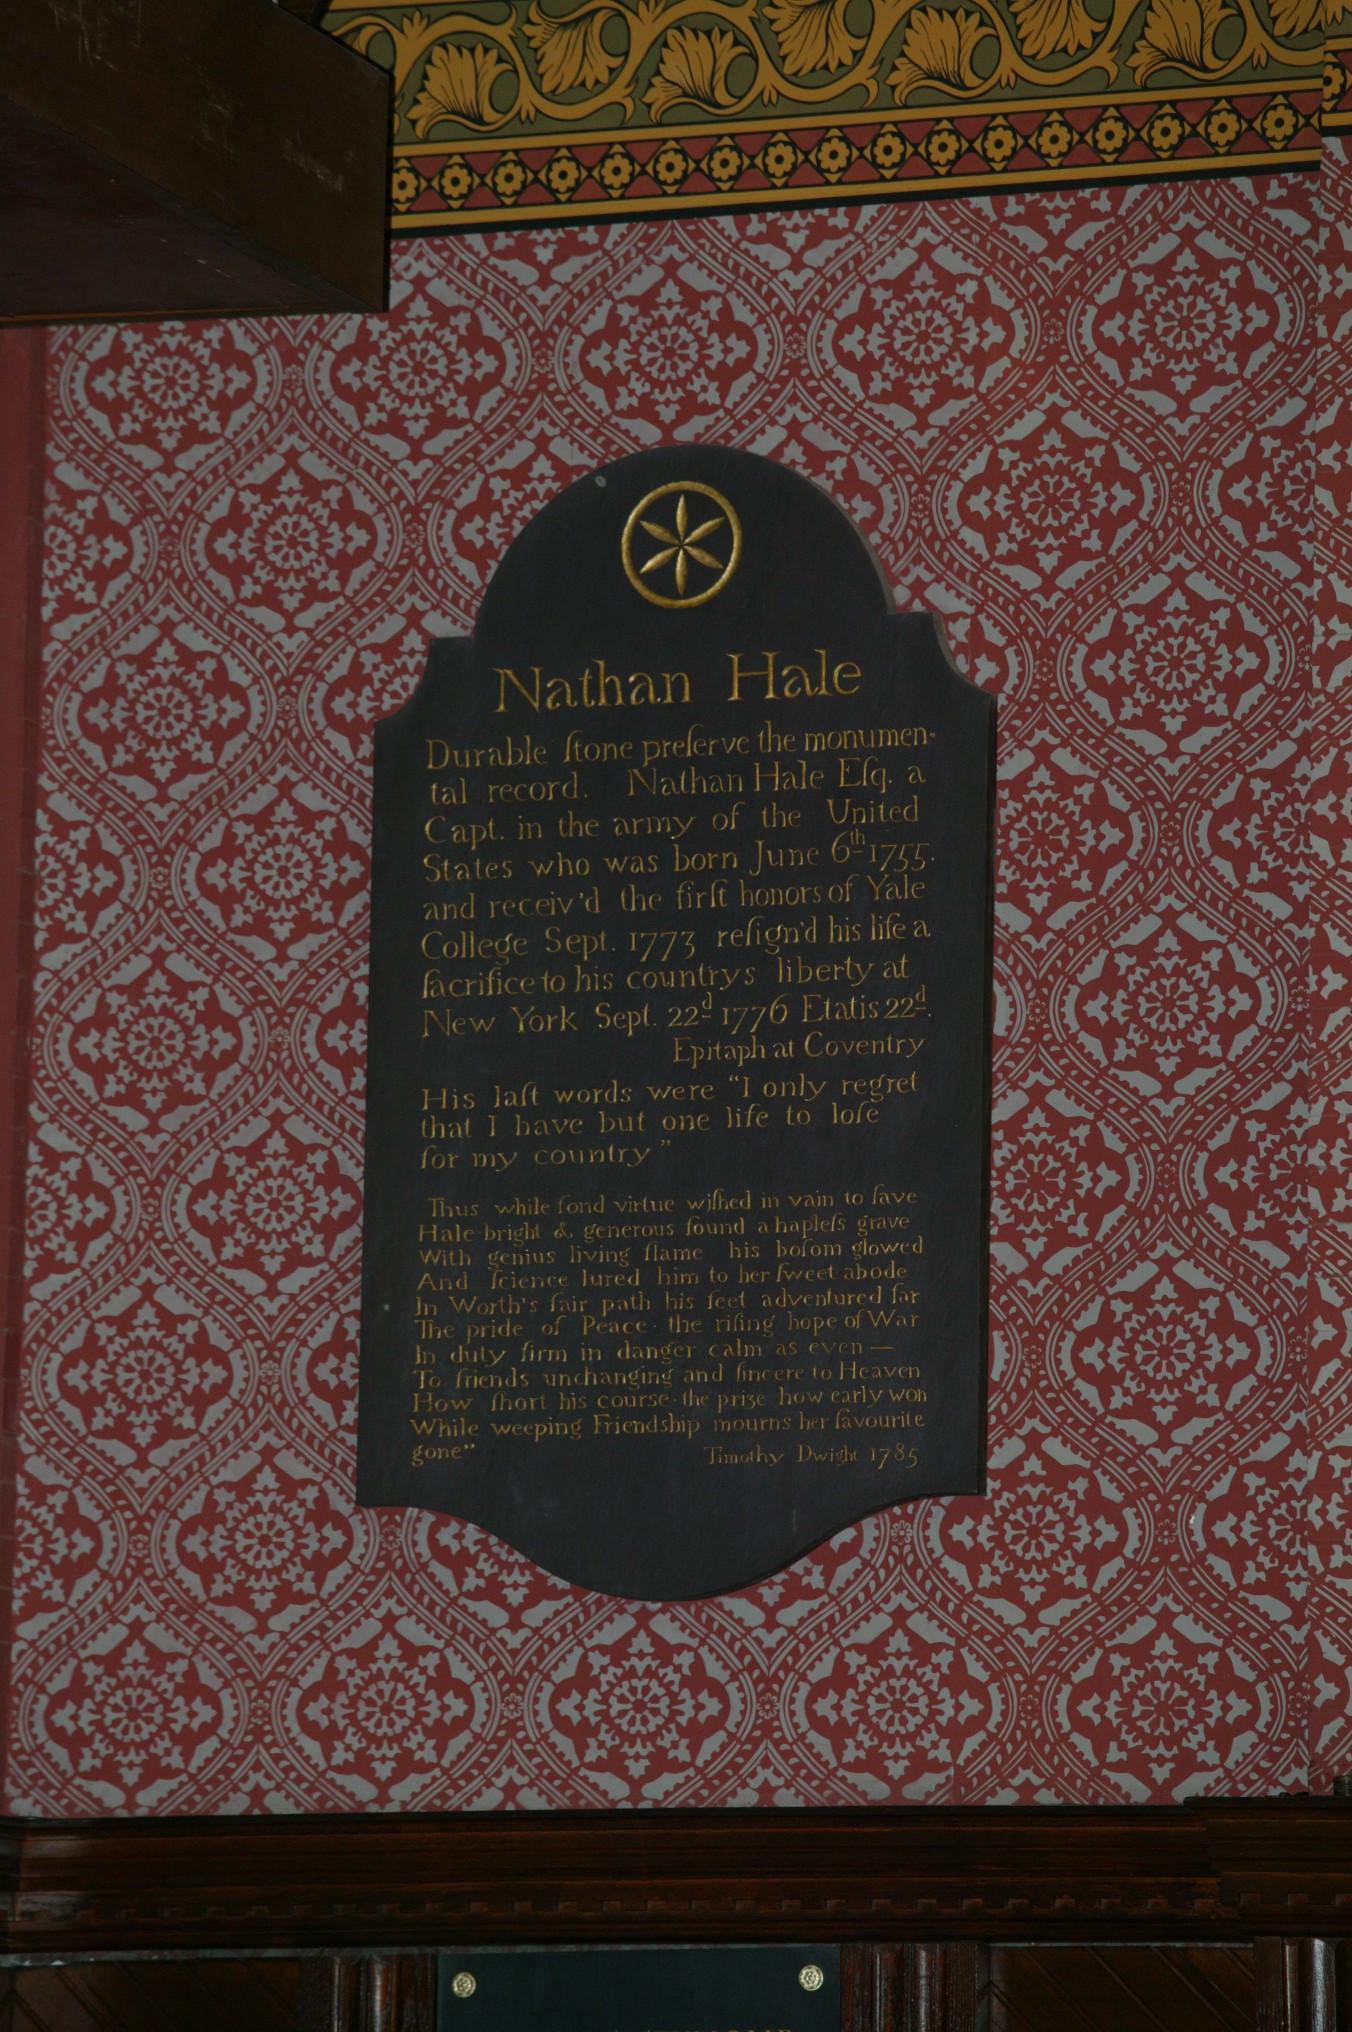 Nathan Hale
Durable ſtone preſerve the monumen-
tal record. Nathan Hale Eſq. a
Capt. in the army of the United
States who was born June 6th 1755.
and receiv'd the firſt honors of Yale
College Sept. 1773 reſign'd his life a
ſacrifice to his countrys liberty at
New York Sept. 22d 1776 Etatis 22d.
Epitaph at Coventry
His laſt words were "I only regret
that I have but one life to loſe
for my country"
Thus while fond virtue wiſhed in vain to ſave
Hale·bright & generous found a hapleſs grave
With genius living flame his boſom glowed
And ſcience lured him to her ſweet abode
In Worth's fair path his feet adventured far
The pride of Peace·the riſing hope of War
In duty firm in danger calm as even —
To friends unchanging and ſincere to Heaven
How ſhort his course·the prize how early won
While weeping Friendship mourns her favourite
gone"
Timothy Dwight 1785